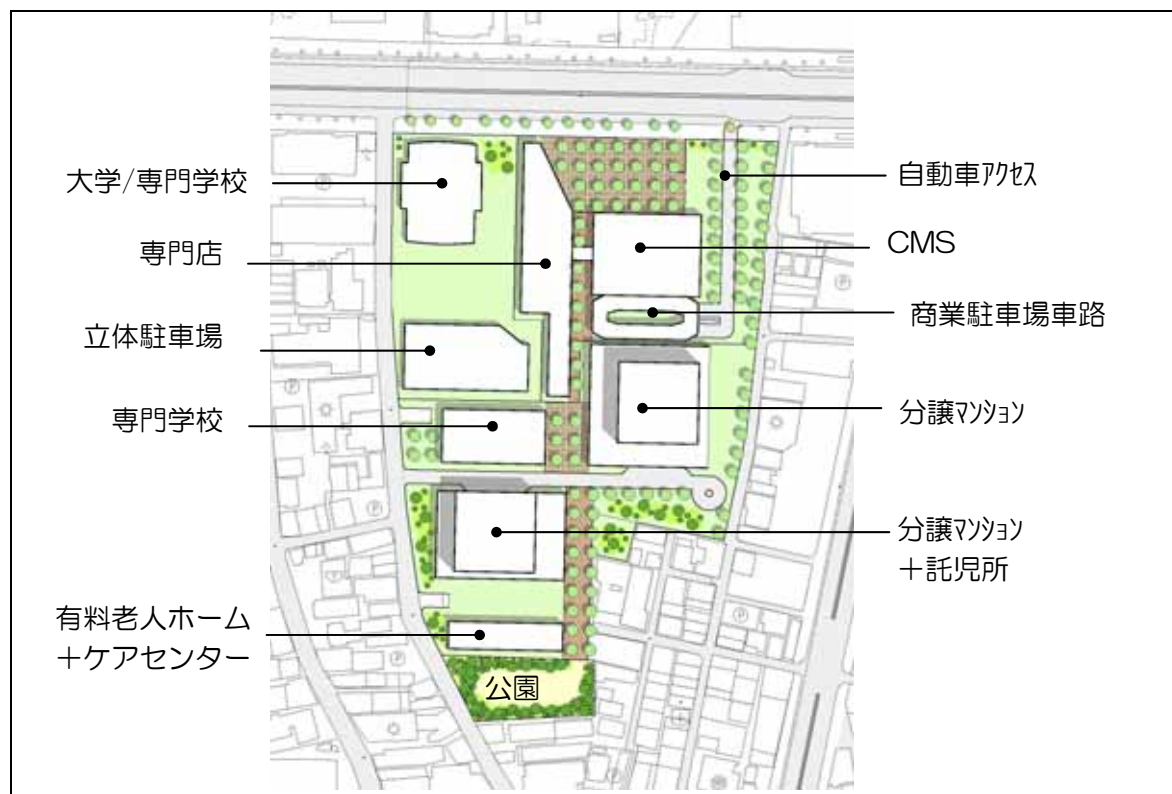 大学/専門学校
専門店
立体駐車場
専門学校
有料老人ホーム
+ケアセンター
公園
自動車ｱｸｾｽ
CMS
商業駐車場車路
分譲ﾏﾝｼｮﾝ
分譲ﾏﾝｼｮﾝ
+託児所